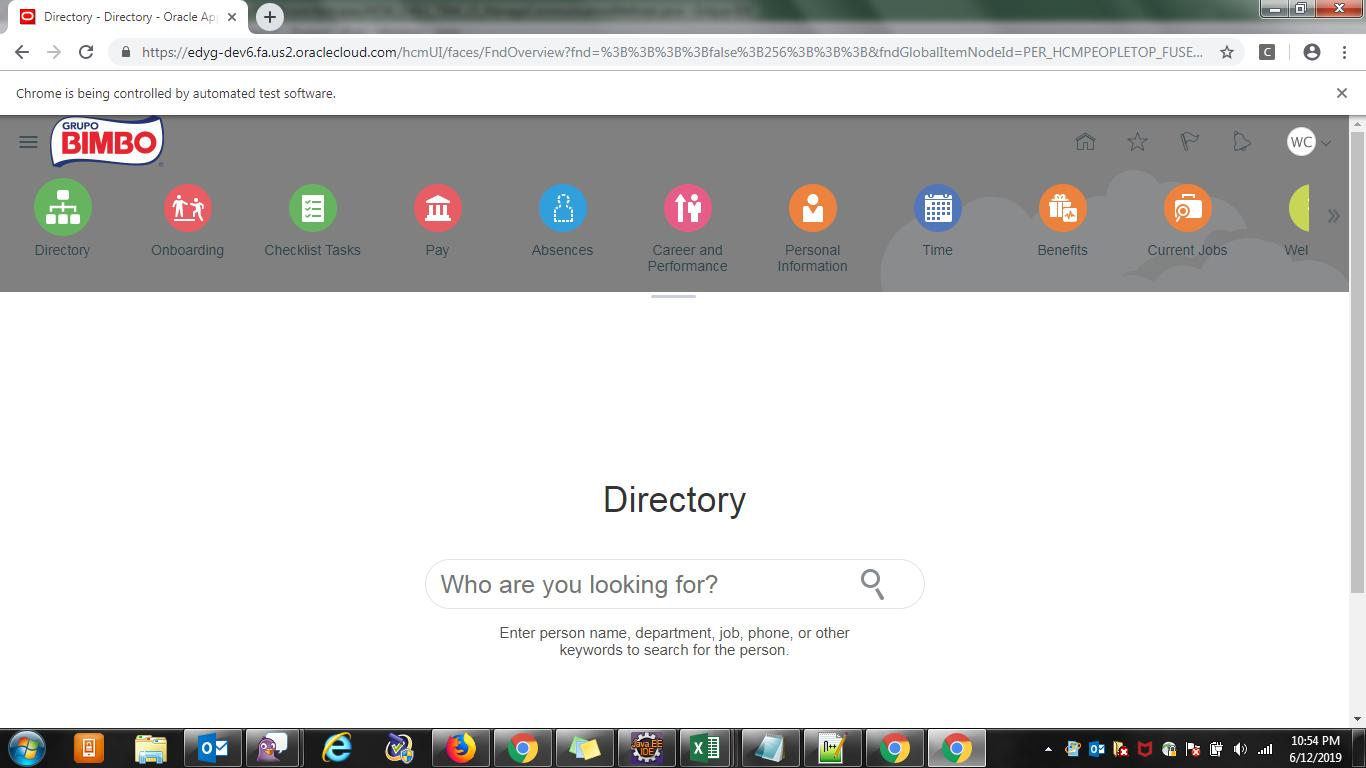 Directory - Directory - Oracle Ap
https://edyg-dev6.fa.us2.oraclecloud.com/hcmUI/faces/FndOverview?fnd=%3B%3B%3B%3Bfalse%3B256%3B%3B%3B&fndGlobalItemNodeId=PER_HCMPEOPLETOP_FUSE...
C
Chrome is being controlled by automated test software.
GRUPO
BIMBO
WC
Directory
Onboarding
Checklist Tasks
Pay
Absences
Career and
Performance
Personal
Information
Time
Benefits
Current Jobs
Wel
Directory
Who are you looking for?
Enter person name, department, job, phone, or other
keywords to search for the person.
Java EE
IDE
10:54 PM
6/12/2019